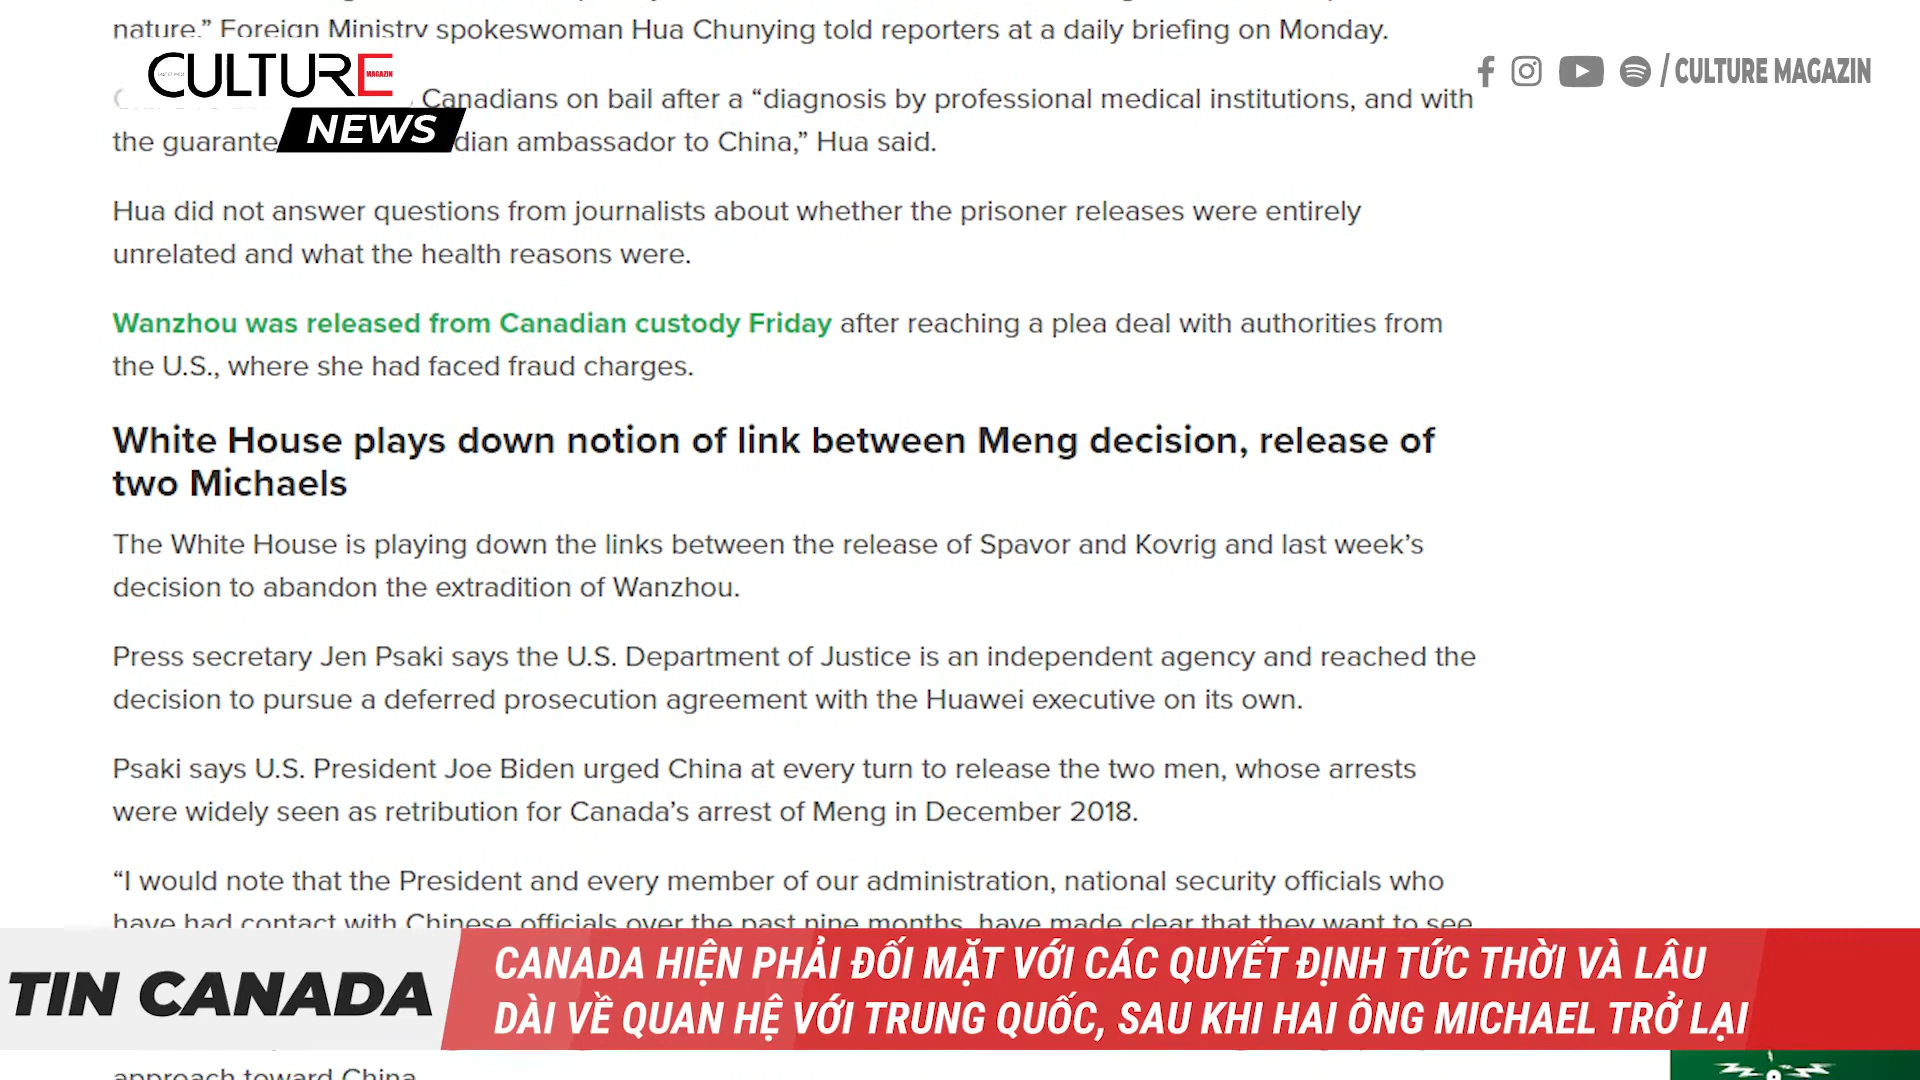 nature.” Foreign Ministry spokeswoman Hua Chunying told reporters at a daily briefing on Monday.
CULTURE
MAGAZIN
NEWS
/ CULTURE MAGAZIN
Canadians on bail after a “diagnosis by professional medical institutions, and with
the guarante dian ambassador to China,” Hua said.
Hua did not answer questions from journalists about whether the prisoner releases were entirely
unrelated and what the health reasons were.
Wanzhou was released from Canadian custody Friday after reaching a plea deal with authorities from
the U.S., where she had faced fraud charges.
White House plays down notion of link between Meng decision, release of
two Michaels
The White House is playing down the links between the release of Spavor and Kovrig and last week’s
decision to abandon the extradition of Wanzhou.
Press secretary Jen Psaki says the U.S. Department of Justice is an independent agency and reached the
decision to pursue a deferred prosecution agreement with the Huawei executive on its own.
Psaki says U.S. President Joe Biden urged China at every turn to release the two men, whose arrests
were widely seen as retribution for Canada’s arrest of Meng in December 2018.
“I would note that the President and every member of our administration, national security officials who
have had contact with Chinese officials over the past nine months, have made clear that they want to see
TIN CANADA
CANADA HIỆN PHẢI ĐỐI MẶT VỚI CÁC QUYẾT ĐỊNH TỨC THỜI VÀ LÂU
DÀI VỀ QUAN HỆ VỚI TRUNG QUỐC, SAU KHI HAI ÔNG MICHAEL TRỞ LẠI
approach toward China